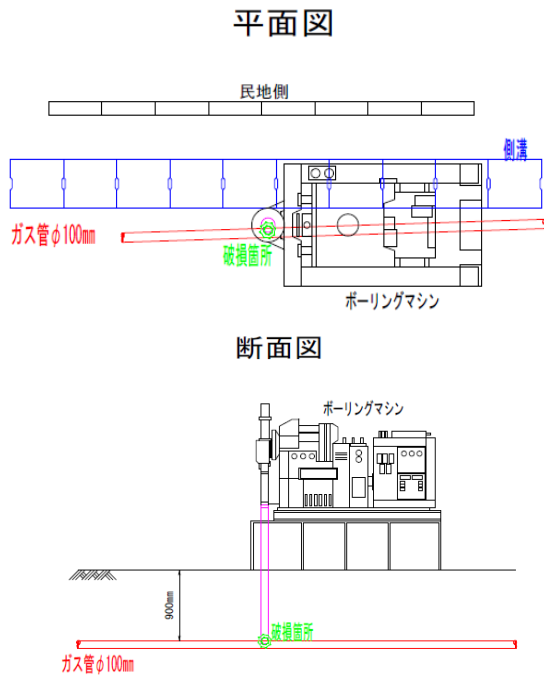 平面図
民地側
側溝
ガス管φ100mm
破損箇所
ボーリングマシン
断面図
ボーリングマシン
900mm
破損箇所
ガス管φ100mm